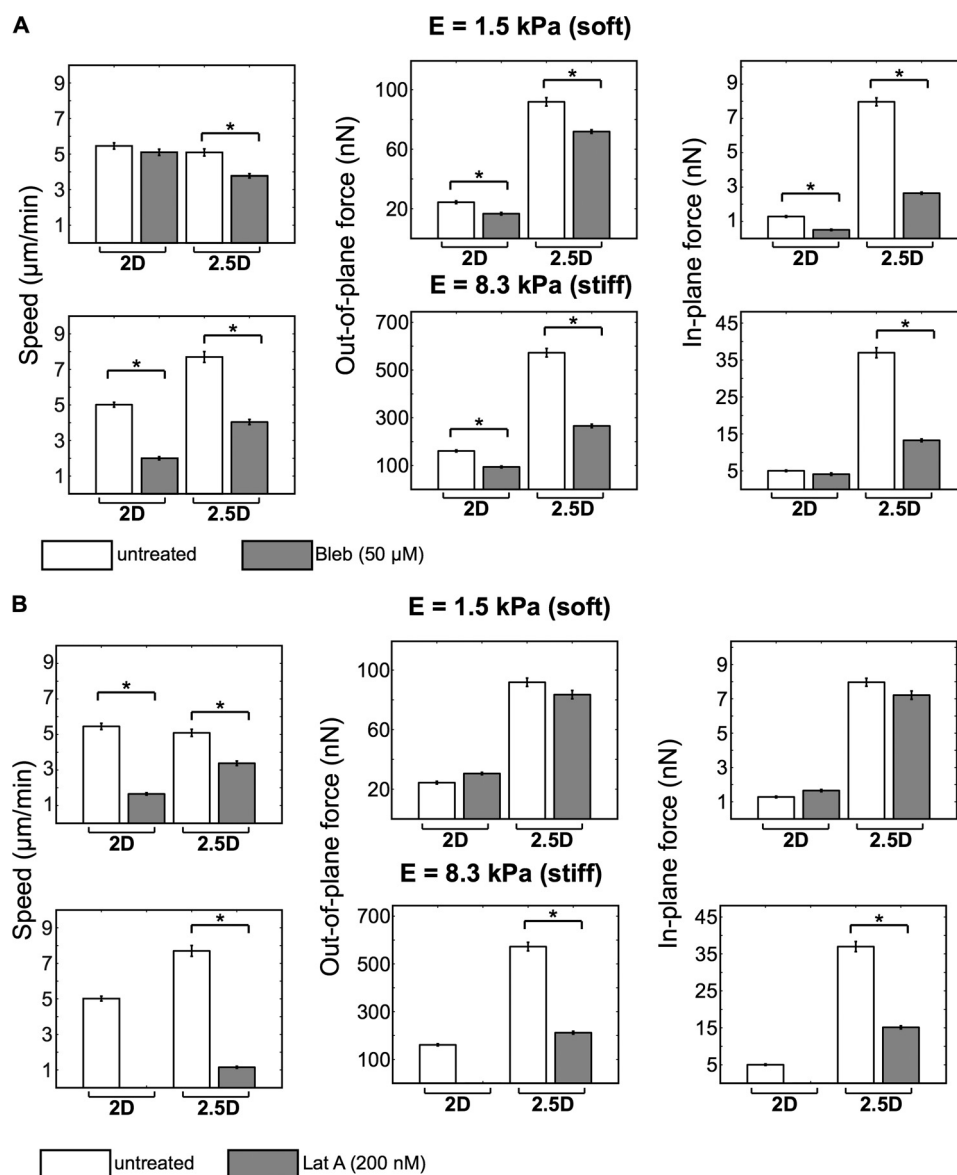 A
E = 1.5 kPa (soft)
Speed (µm/min)
9
7
5
3
1
*
2D
2.5D
Out-of-plane force (nN)
100
60
20
*
*
2D
2.5D
In-plane force (nN)
9
7
5
3
1
*
*
2D
2.5D
E = 8.3 kPa (stiff)
9
7
5
3
1
*
*
2D
2.5D
700
500
300
100
*
*
2D
2.5D
45
35
25
15
5
*
2D
2.5D
untreated
Bleb (50 µM)
B
E = 1.5 kPa (soft)
Speed (µm/min)
9
7
5
3
1
*
*
2D
2.5D
Out-of-plane force (nN)
100
60
20
2D
2.5D
In-plane force (nN)
9
7
5
3
1
2D
2.5D
E = 8.3 kPa (stiff)
9
7
5
3
1
*
2D
2.5D
700
500
300
100
*
2D
2.5D
45
35
25
15
5
*
2D
2.5D
untreated
Lat A (200 nM)